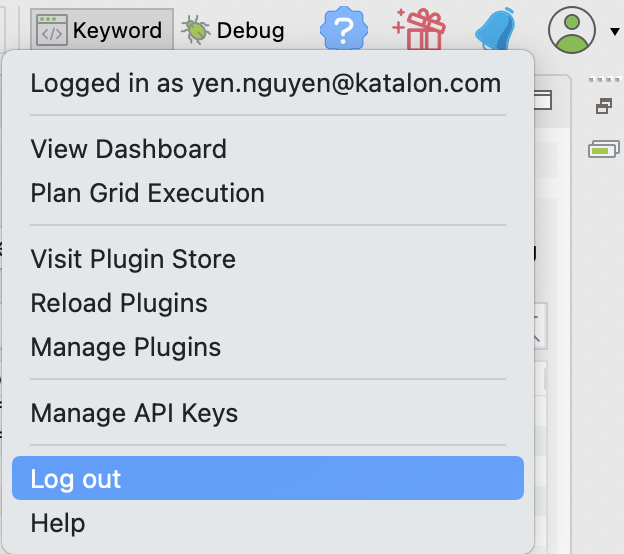 Keyword
Debug
Logged in as yen.nguyen@katalon.com
View Dashboard
Plan Grid Execution
Visit Plugin Store
Reload Plugins
Manage Plugins
Manage API Keys
Log out
Help